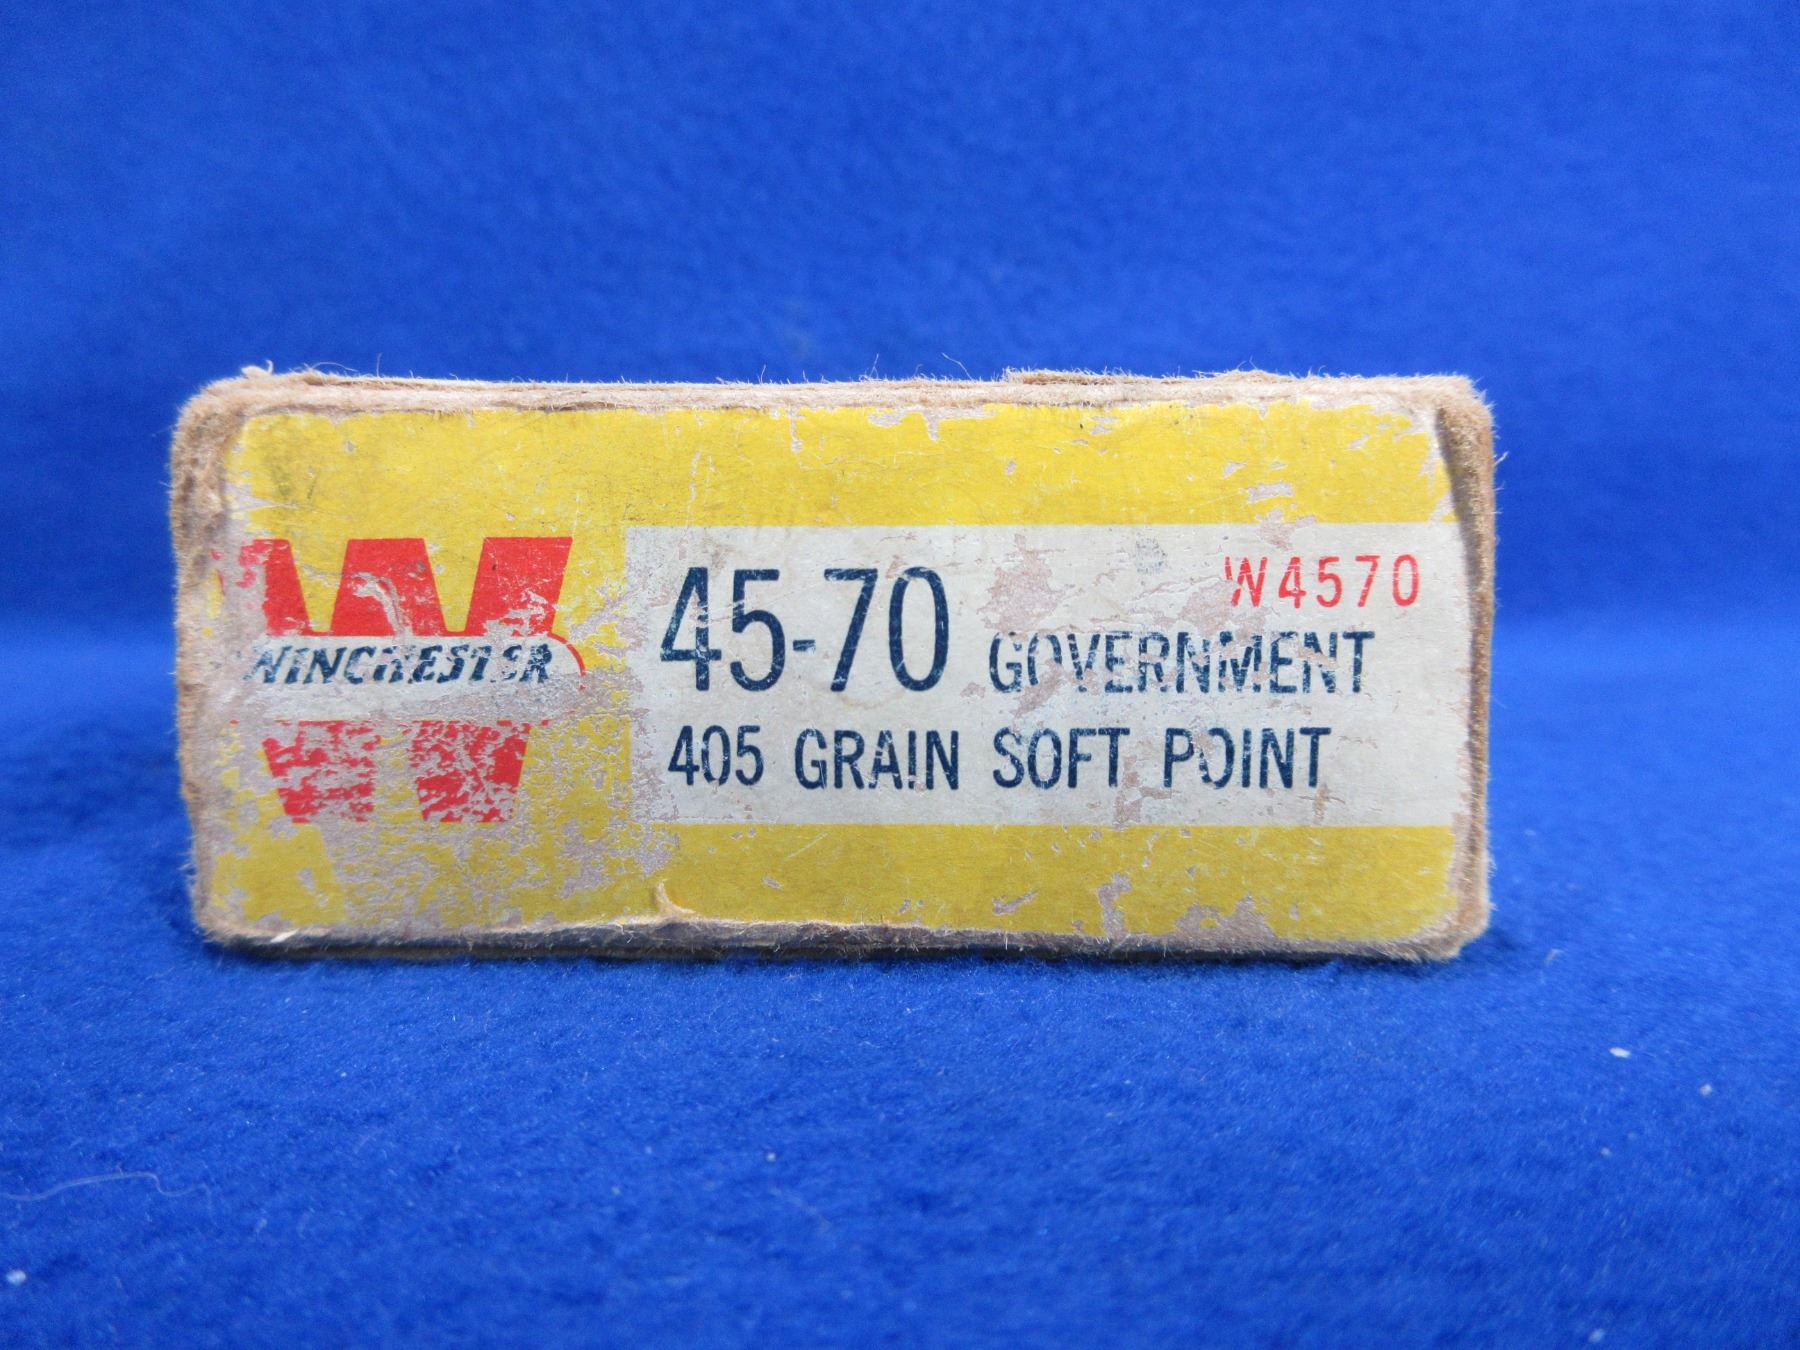 W4570
WINCHESTER
45-70 GOVERNMENT
405 GRAIN SOFT POINT